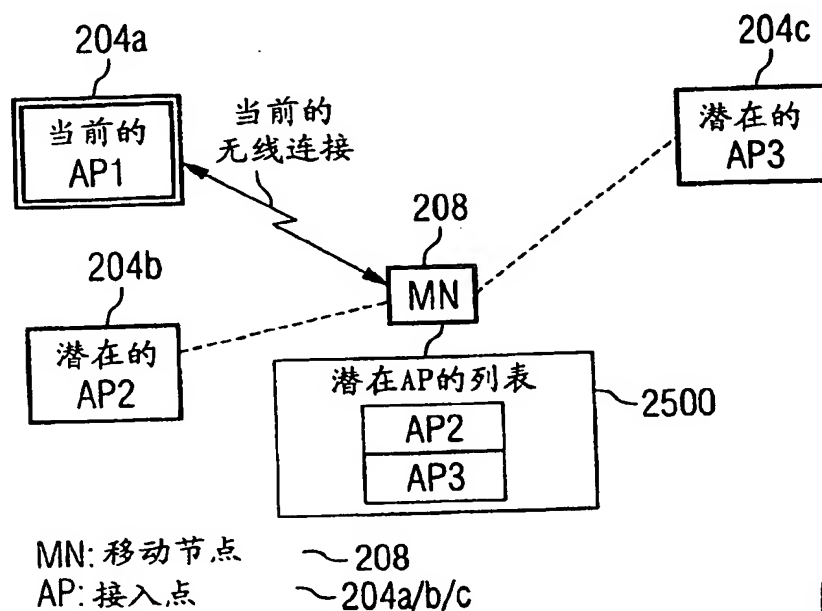 204a
当前的
AP1
当前的
无线连接
204c
潜在的
AP3
208
MN
204b
潜在的
AP2
潜在AP的列表
AP2
AP3
2500
MN: 移动节点 208
AP: 接入点 204a/b/c